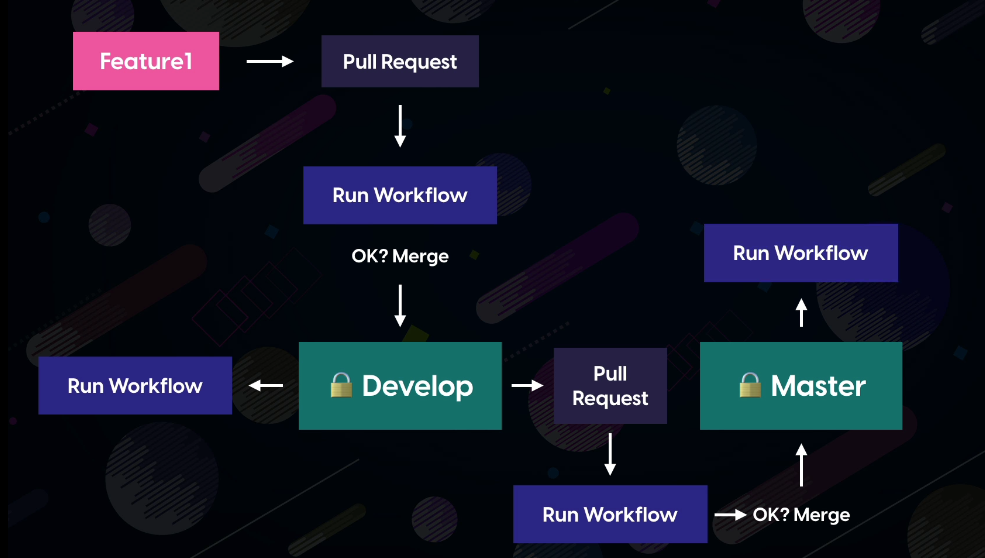 Feature1
Pull Request
Run Workflow
OK? Merge
Run Workflow
Run Workflow
Develop
Pull
Request
Master
Run Workflow
OK? Merge